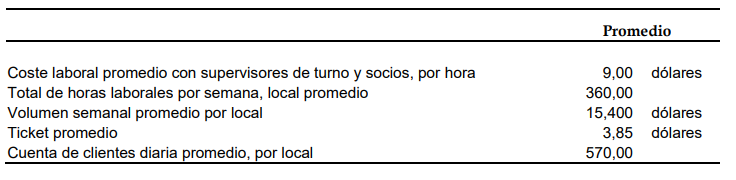 Promedio
Coste laboral promedio con supervisores de turno y socios, por hora 9,00 dólares
Total de horas laborales por semana, local promedio 360,00
Volumen semanal promedio por local 15,400 dólares
Ticket promedio 3,85 dólares
Cuenta de clientes diaria promedio, por local 570,00